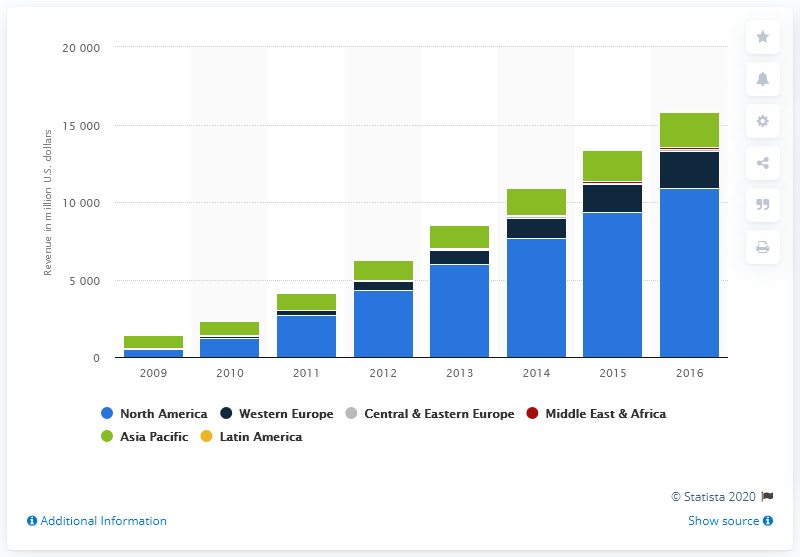 20 000
15 000
10 000
5 000
0
Revenue in million U.S. dollars
2009 2010 2011 2012 2013 2014 2015 2016
North America Western Europe Central & Eastern Europe Middle East & Africa
Asia Pacific Latin America
© Statista 2020
Additional Information Show source